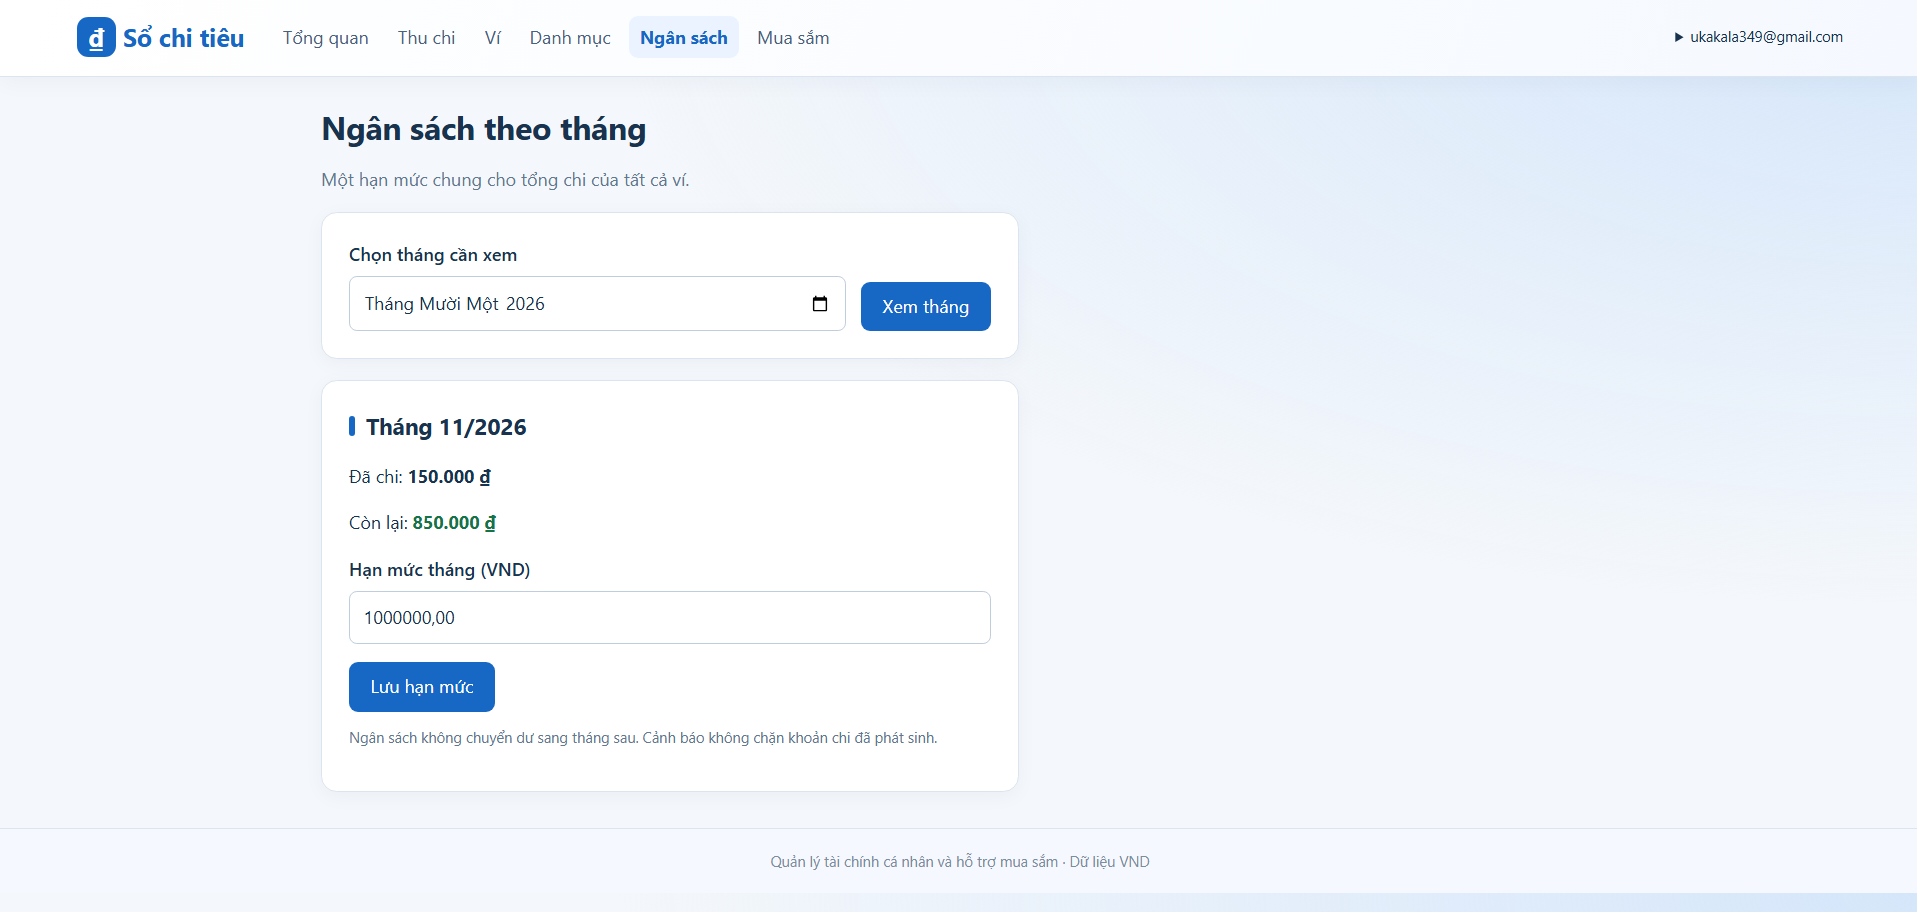 đ Sổ chi tiêu Tổng quan Thu chi Ví Danh mục Ngân sách Mua sắm ▶ ukakala349@gmail.com
Ngân sách theo tháng
Một hạn mức chung cho tổng chi của tất cả ví.
Chọn tháng cần xem
Tháng Mười Một 2026
Xem tháng
Tháng 11/2026
Đã chi: 150.000 ₫
Còn lại: 850.000 ₫
Hạn mức tháng (VND)
1000000,00
Lưu hạn mức
Ngân sách không chuyển dư sang tháng sau. Cảnh báo không chặn khoản chi đã phát sinh.
Quản lý tài chính cá nhân và hỗ trợ mua sắm · Dữ liệu VND